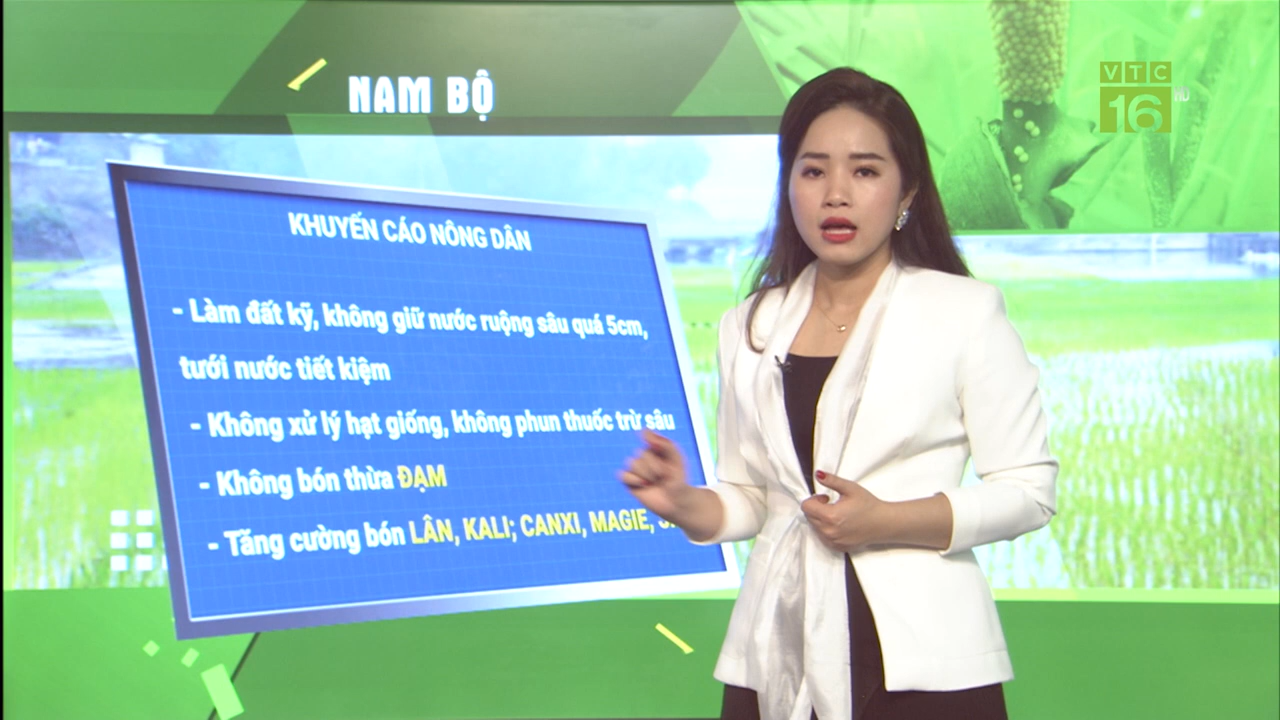 NAM BỘ
VTC
16
HD
KHUYẾN CÁO NÔNG DÂN
- Làm đất kỹ, không giữ nước ruộng sâu quá 5cm,
tưới nước tiết kiệm
- Không xử lý hạt giống, không phun thuốc trừ sâu
- Không bón thừa ĐẠM
- Tăng cường bón LÂN, KALI; CANXI, MAGIE,